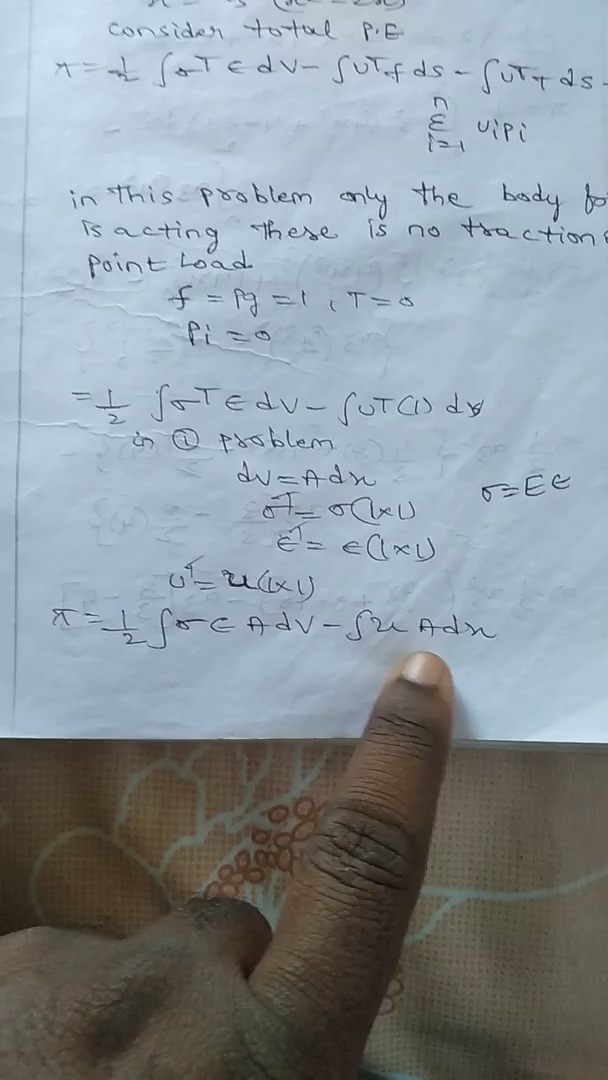 consider total P.E
π = 1/2 ∫σT ϵ dV - ∫UT f ds - ∫UT T ds -
n Σ i=1 uipi
in this problem only the body fo
is acting there is no traction
Point Load
f = ρg = 1, T = 0
Pi = 0
= 1/2 ∫σT ϵ dV - ∫UT (1) dv
in ① problem
dv = A dx
σT = σ(1×1)          σ = Eϵ
ϵT = ϵ(1×1)
UT = u(1×1)
π = 1/2 ∫σ ϵ A dV - ∫u A dx